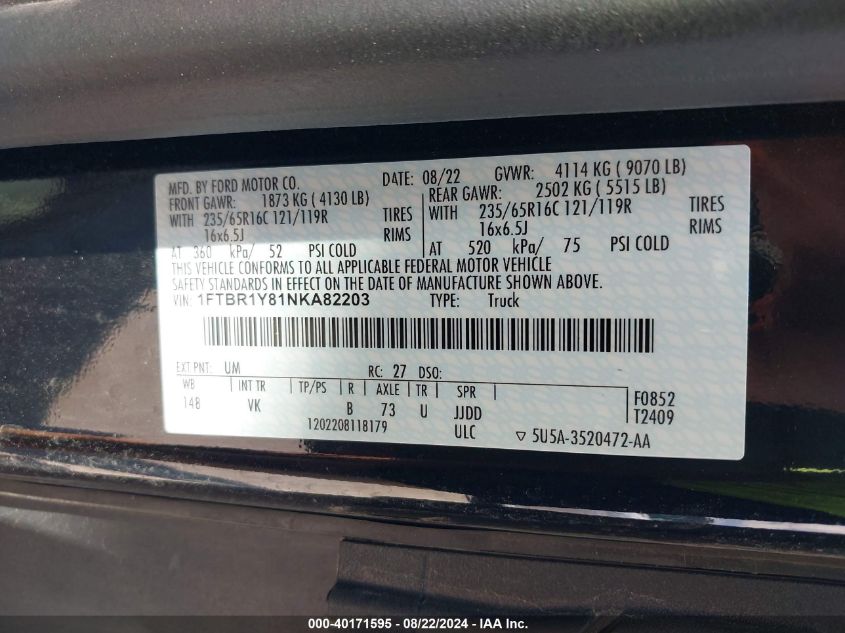 MFD. BY FORD MOTOR CO. DATE: 08/22 GVWR: 4114 KG ( 9070 LB)
FRONT GAWR: 1873 KG ( 4130 LB) REAR GAWR: 2502 KG ( 5515 LB)
WITH 235/65R16C 121/119R TIRES WITH 235/65R16C 121/119R TIRES
16x6.5J RIMS 16x6.5J RIMS
AT 360 kPa/ 52 PSI COLD AT 520 kPa/ 75 PSI COLD
THIS VEHICLE CONFORMS TO ALL APPLICABLE FEDERAL MOTOR VEHICLE
SAFETY STANDARDS IN EFFECT ON THE DATE OF MANUFACTURE SHOWN ABOVE.
VIN: 1FTBR1Y81NKA82203 TYPE: Truck
EXT PNT: UM RC: 27 DSO:
WB INT TR TP/PS R AXLE TR SPR F0852
148 VK B 73 U JJDD T2409
1202208118179 ULC ▽ 5U5A-3520472-AA
000-40171595 - 08/22/2024 - IAA Inc.